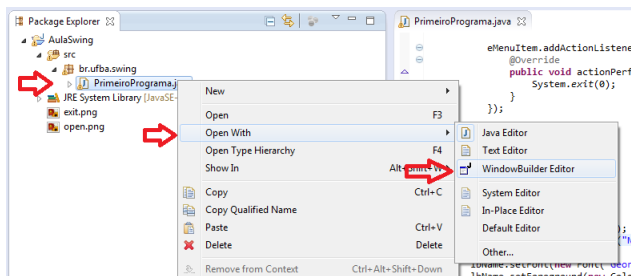 Package Explorer
AulaSwing
src
br.ufba.swing
PrimeiroPrograma.j
JRE System Library [JavaSE-
exit.png
open.png
New
Open F3
Open With
Open Type Hierarchy F4
Show In Alt+Shift+W
Copy Ctrl+C
Copy Qualified Name
Paste Ctrl+V
Delete Delete
Remove from Context Ctrl+Alt+Shift+Down
Java Editor
Text Editor
WindowBuilder Editor
System Editor
In-Place Editor
Default Editor
Other...
PrimeiroPrograma.java
eMenuItem.addActionListene
@Override
public void actionPerf
System.exit(0);
}
});
);
("N